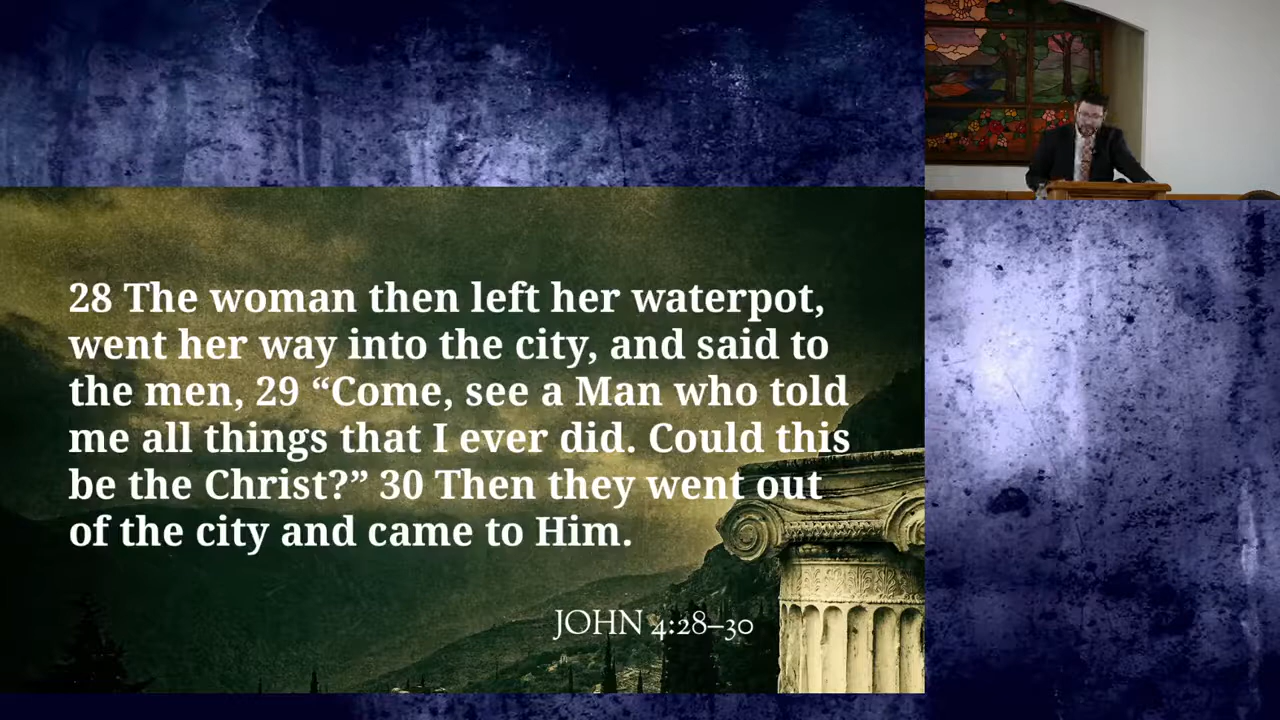 28 The woman then left her waterpot,
went her way into the city, and said to
the men, 29 “Come, see a Man who told
me all things that I ever did. Could this
be the Christ?” 30 Then they went out
of the city and came to Him.
JOHN 4:28–30